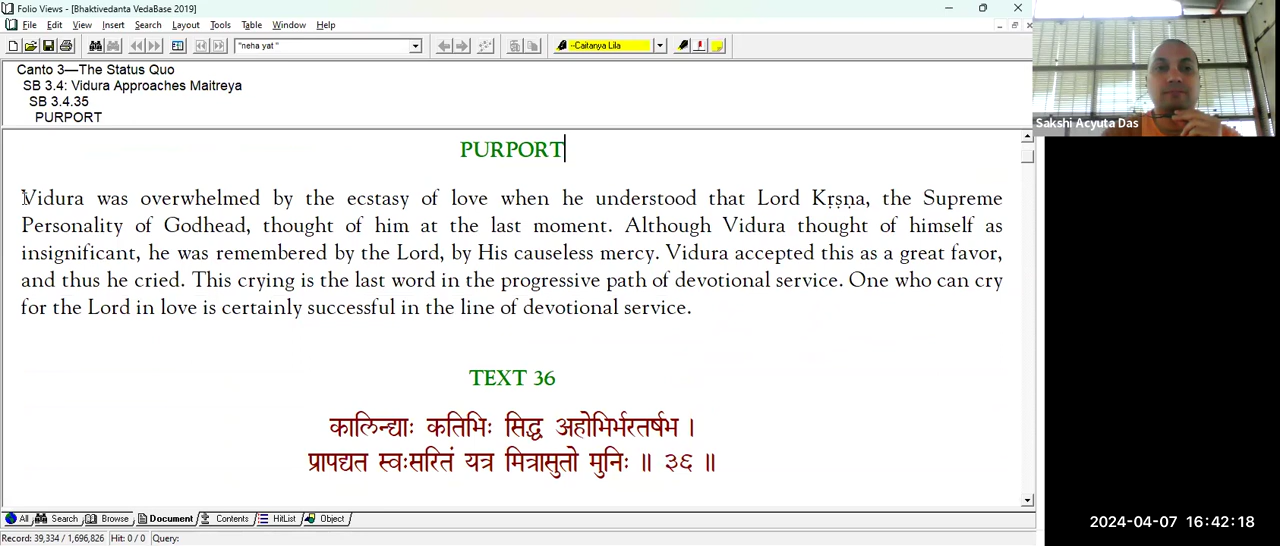 Folio Views - [Bhaktivedanta VedaBase 2019]
File Edit View Insert Search Layout Tools Table Window Help
"neha yat "
--Caitanya Lila
Canto 3—The Status Quo
SB 3.4: Vidura Approaches Maitreya
SB 3.4.35
PURPORT
Sakshi Acyuta Das
PURPORT
Vidura was overwhelmed by the ecstasy of love when he understood that Lord Kṛṣṇa, the Supreme
Personality of Godhead, thought of him at the last moment. Although Vidura thought of himself as
insignificant, he was remembered by the Lord, by His causeless mercy. Vidura accepted this as a great favor,
and thus he cried. This crying is the last word in the progressive path of devotional service. One who can cry
for the Lord in love is certainly successful in the line of devotional service.
TEXT 36
कालिन्द्याः कतिभिः सिद्ध अहोभिर्भरतर्षभ ।
प्रापद्यत स्वःसरितं यत्र मित्रासुतो मुनिः ॥ ३६ ॥
All Search Browse Document Contents HitList Object
Record: 39,334 / 1,696,826 Hit: 0 / 0 Query:
2024-04-07 16:42:18